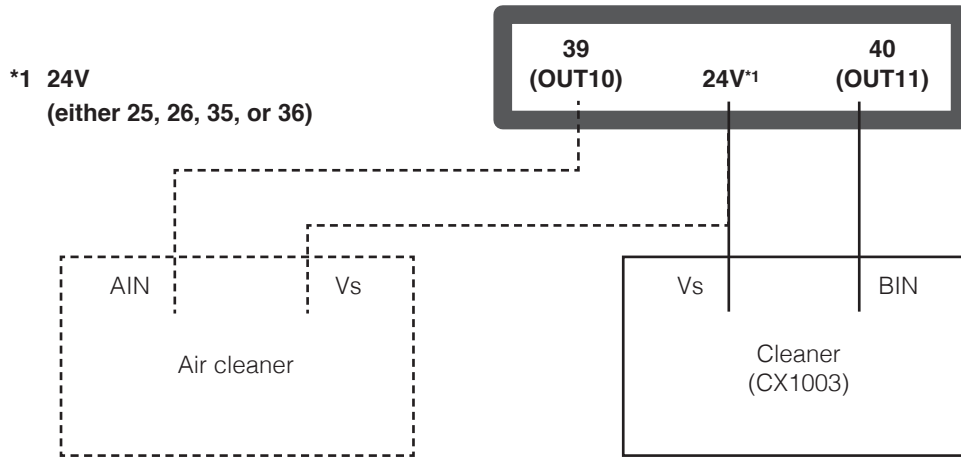 *1 24V
(either 25, 26, 35, or 36)
39
(OUT10)
24V*1
40
(OUT11)
AIN
Vs
Air cleaner
Vs
BIN
Cleaner
(CX1003)